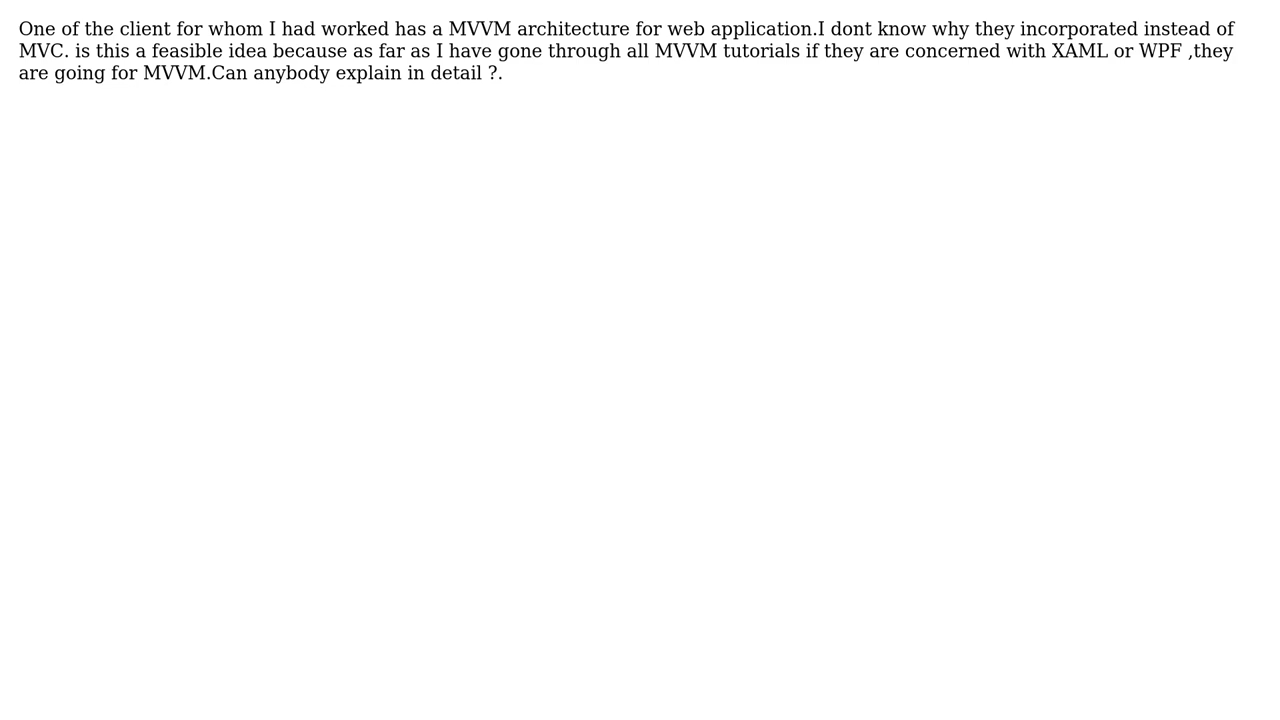 One of the client for whom I had worked has a MVVM architecture for web application.I dont know why they incorporated instead of
MVC. is this a feasible idea because as far as I have gone through all MVVM tutorials if they are concerned with XAML or WPF ,they
are going for MVVM.Can anybody explain in detail ?.